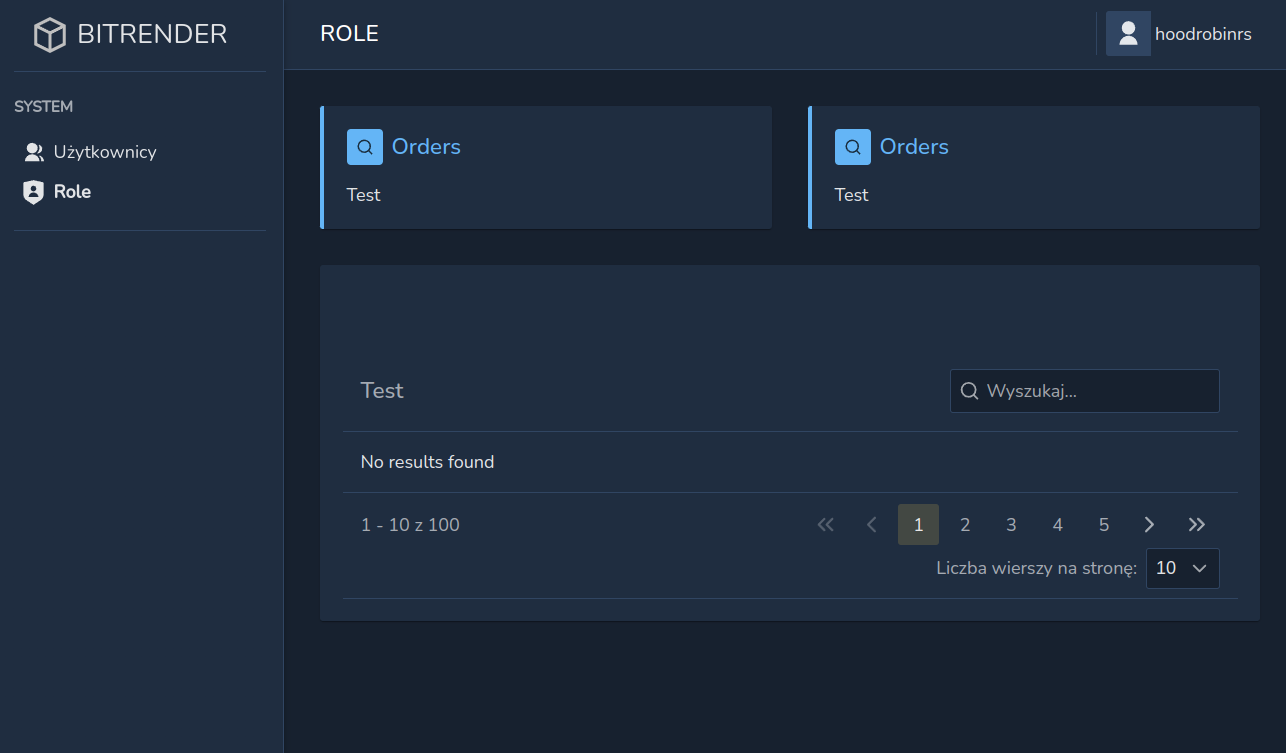 BITRENDER
SYSTEM
Użytkownicy
Role
ROLE
hoodrobinrs
Orders
Test
Orders
Test
Test
Wyszukaj...
No results found
1 - 10 z 100
1 2 3 4 5
Liczba wierszy na stronę: 10